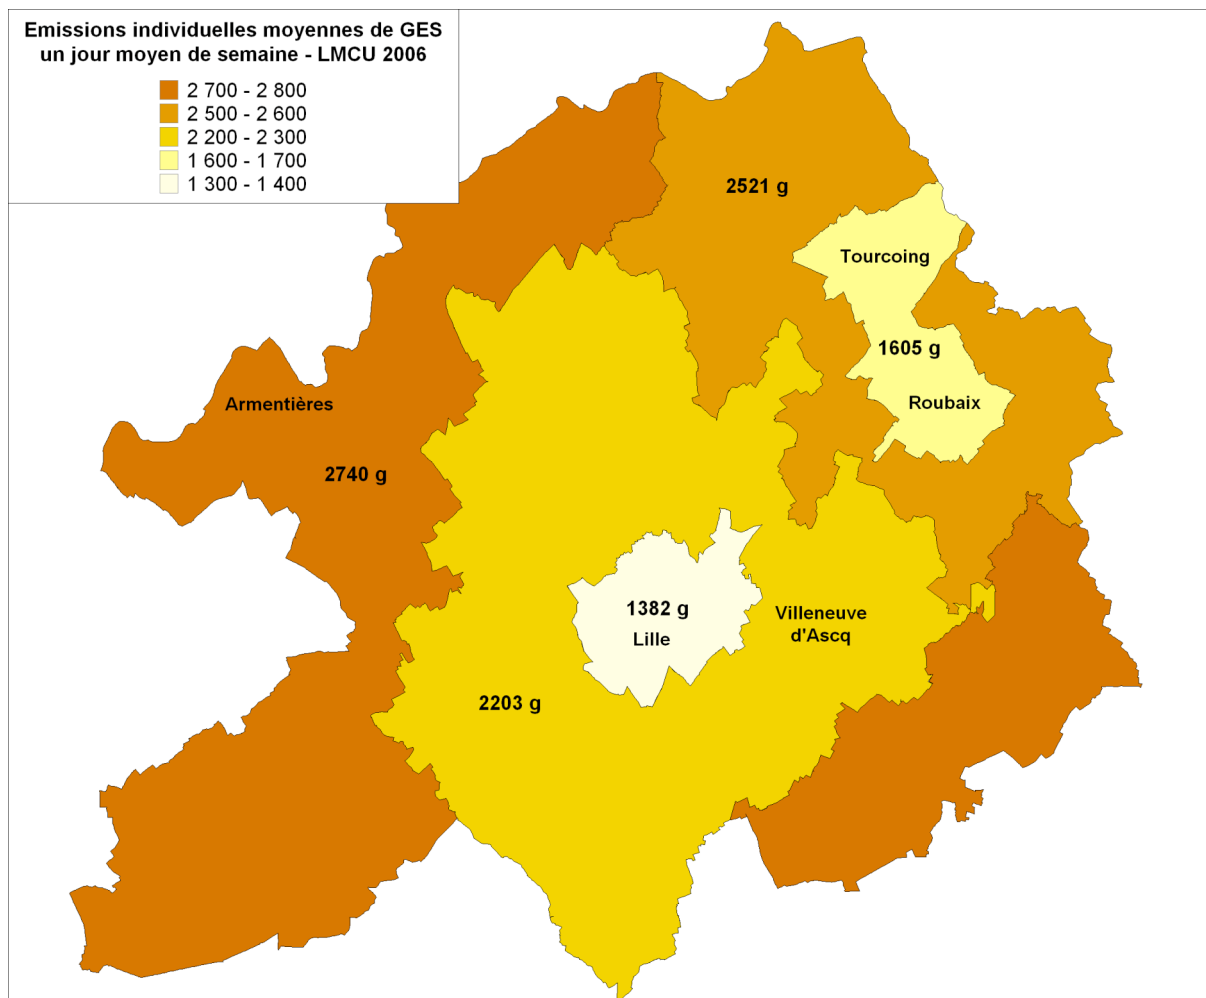 Emissions individuelles moyennes de GES
un jour moyen de semaine - LMCU 2006
2 700 - 2 800
2 500 - 2 600
2 200 - 2 300
1 600 - 1 700
1 300 - 1 400
2521 g
Tourcoing
1605 g
Roubaix
Armentières
2740 g
1382 g
Lille
Villeneuve
d'Ascq
2203 g